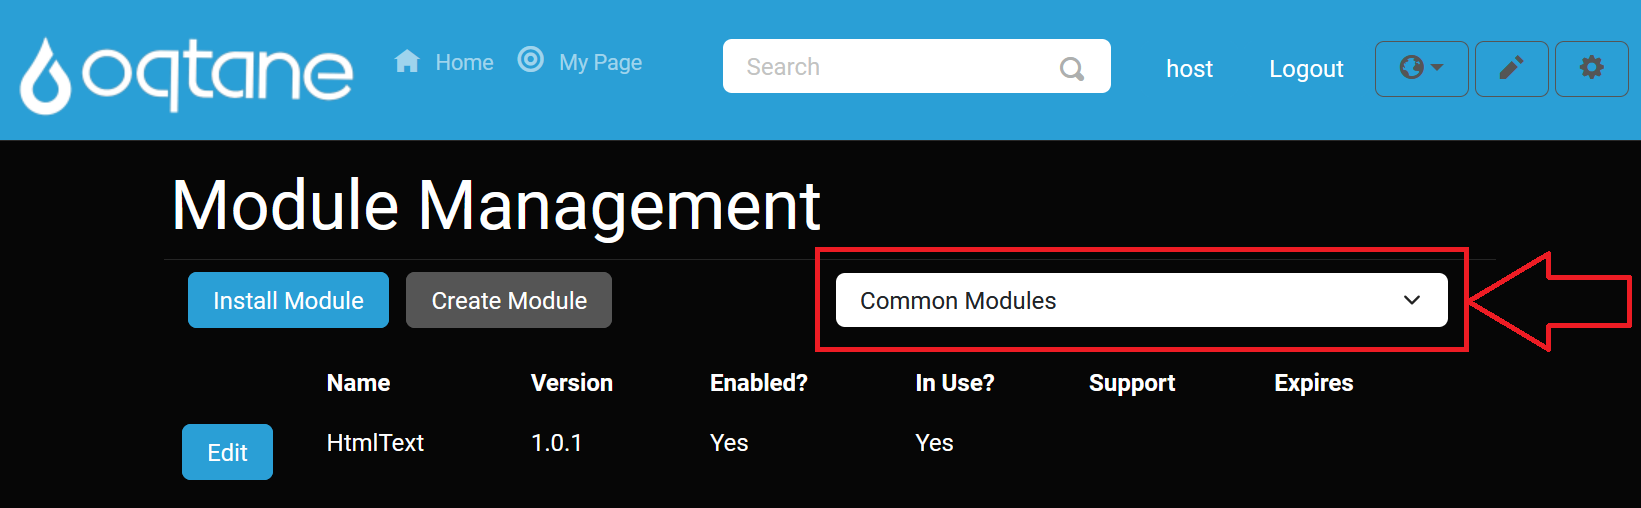 oqtane
Home My Page Search host Logout
Module Management
Install Module Create Module Common Modules
Name Version Enabled? In Use? Support Expires
Edit HtmlText 1.0.1 Yes Yes